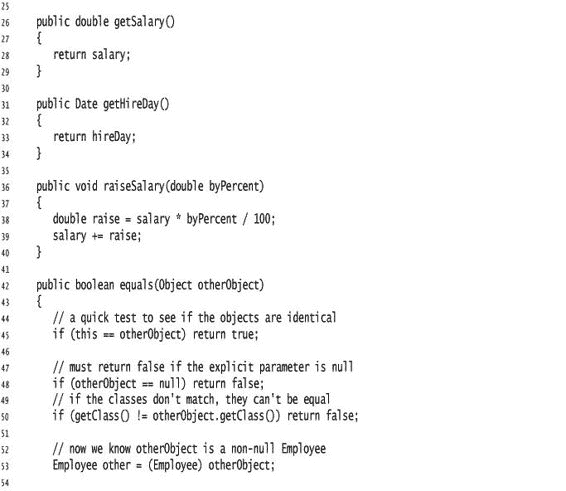 25
26 public double getSalary()
27 {
28 return salary;
29 }
30
31 public Date getHireDay()
32 {
33 return hireDay;
34 }
35
36 public void raiseSalary(double byPercent)
37 {
38 double raise = salary * byPercent / 100;
39 salary += raise;
40 }
41
42 public boolean equals(Object otherObject)
43 {
44 // a quick test to see if the objects are identical
45 if (this == otherObject) return true;
46
47 // must return false if the explicit parameter is null
48 if (otherObject == null) return false;
49 // if the classes don't match, they can't be equal
50 if (getClass() != otherObject.getClass()) return false;
51
52 // now we know otherObject is a non-null Employee
53 Employee other = (Employee) otherObject;
54